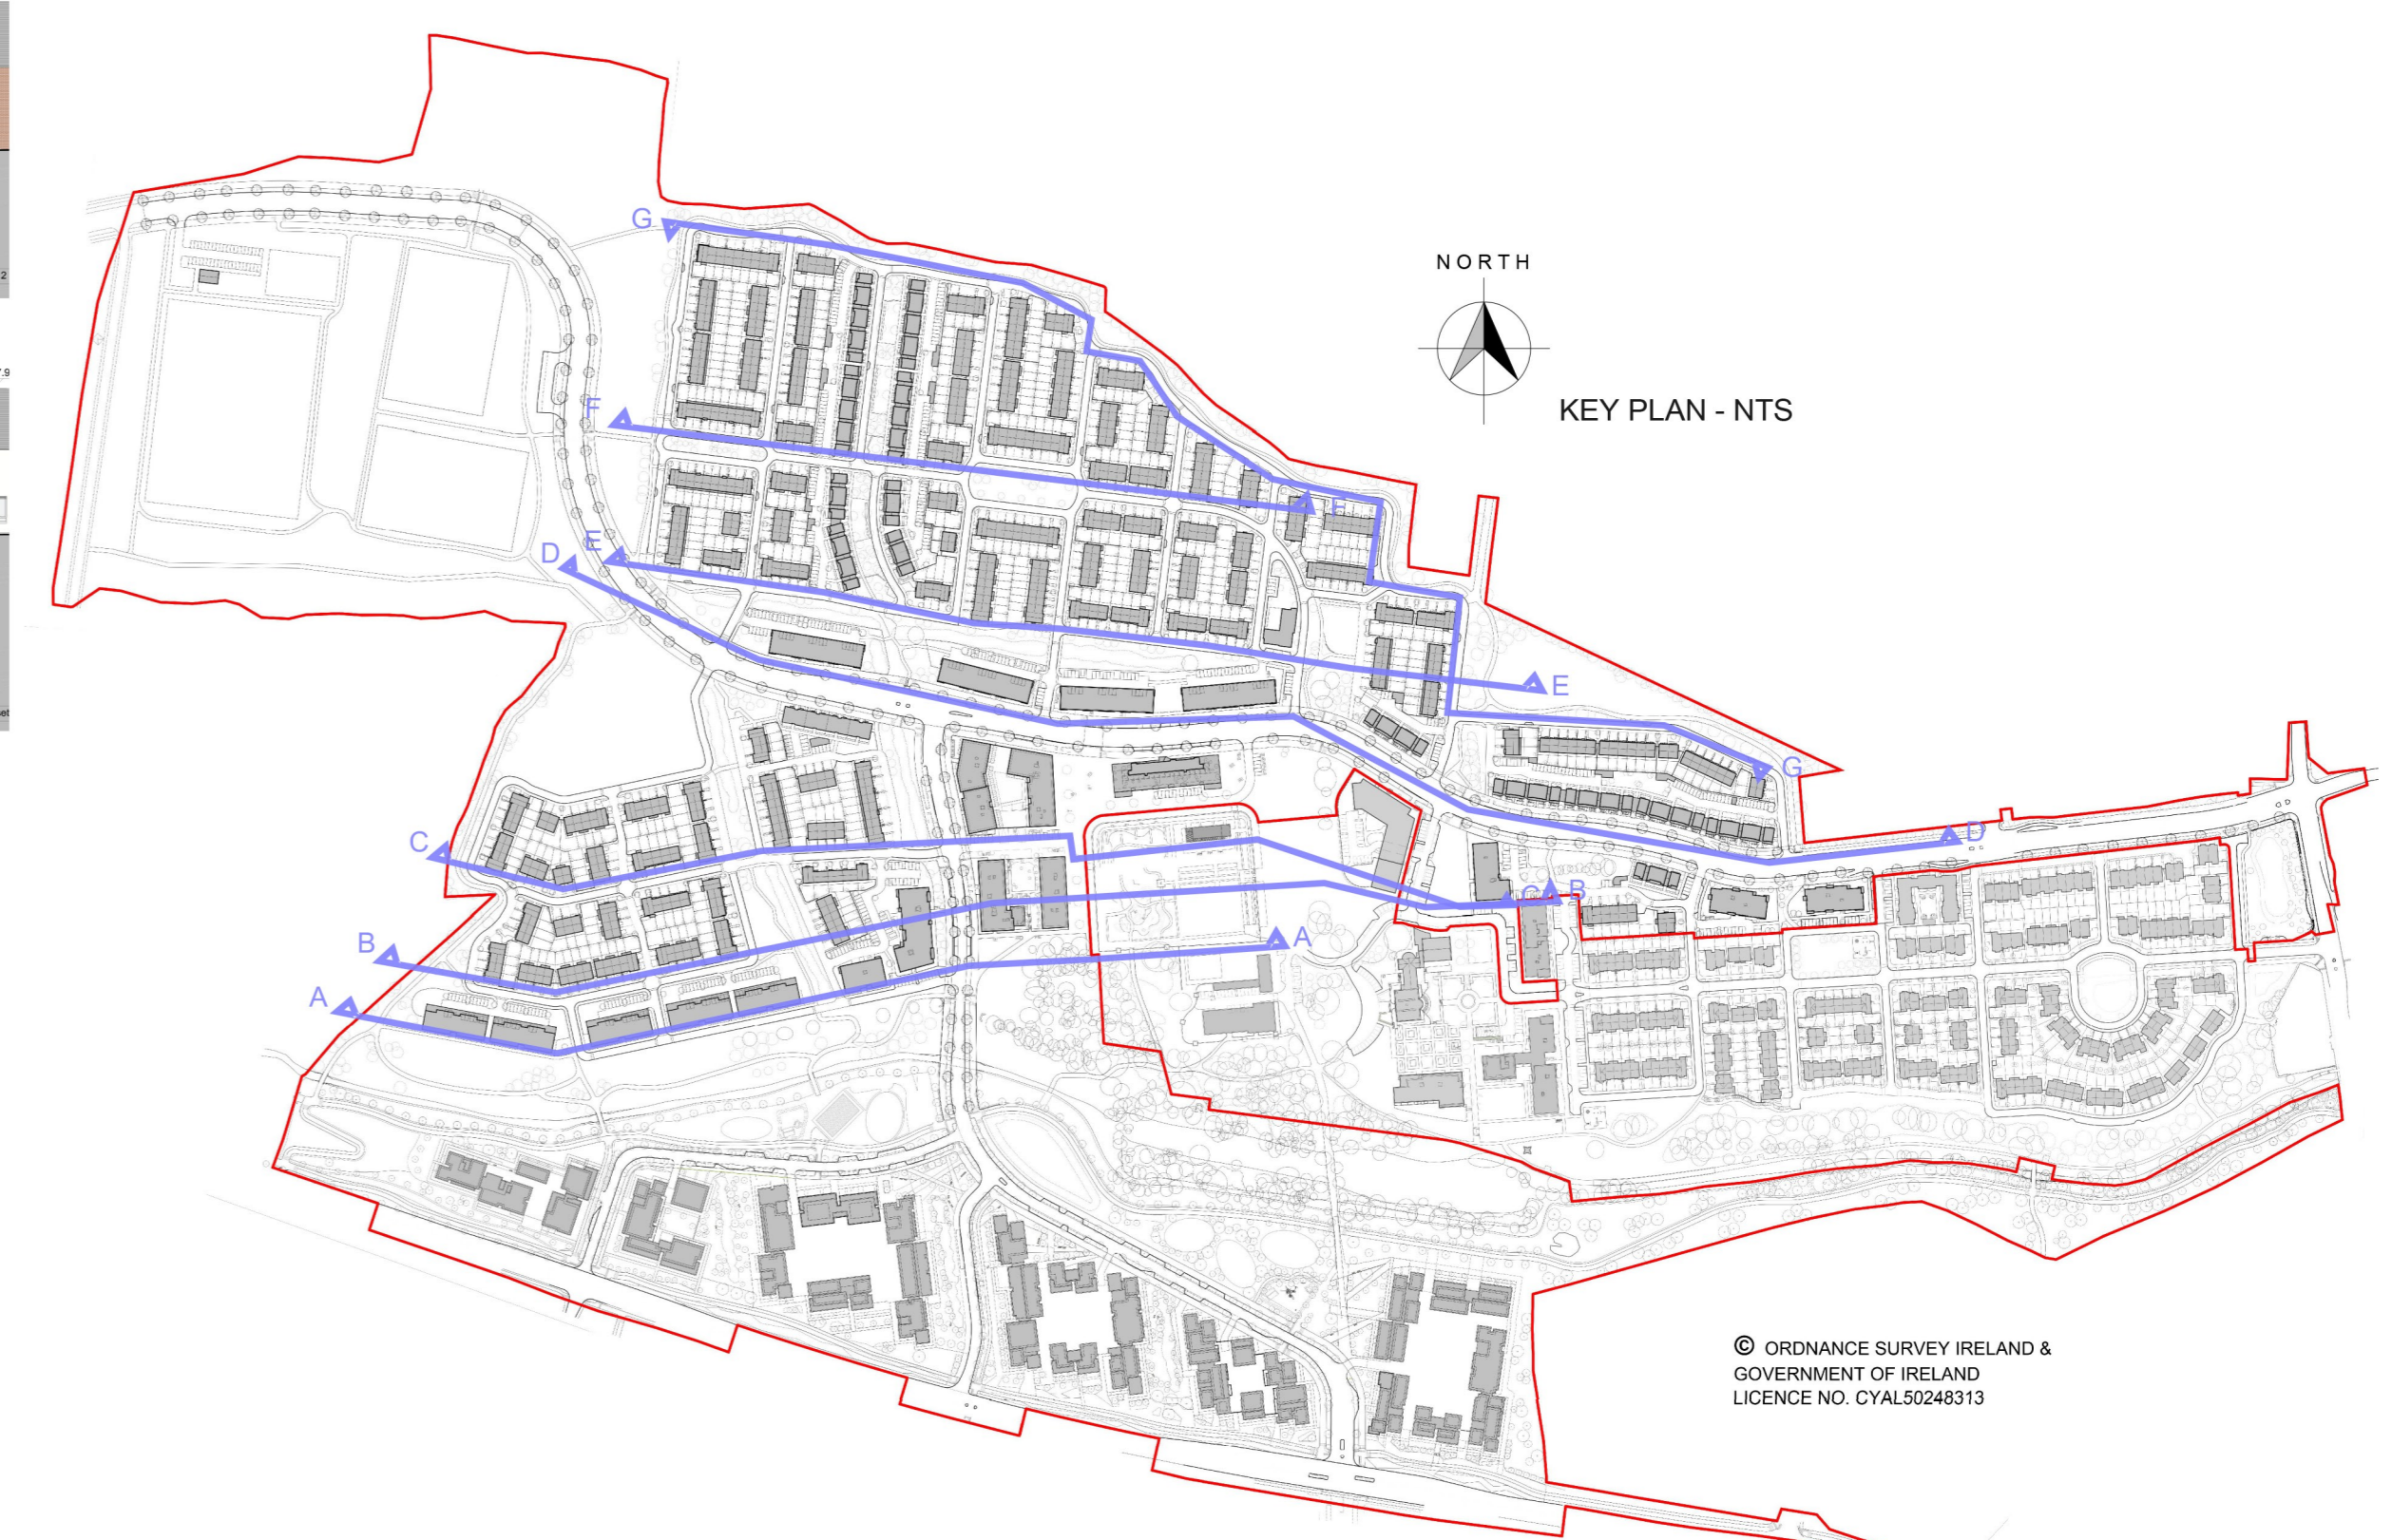 G
NORTH
KEY PLAN - NTS
F
F
D
E
E
G
D
C
C
B
B
A
A
© ORDNANCE SURVEY IRELAND &
GOVERNMENT OF IRELAND
LICENCE NO. CYAL50248313